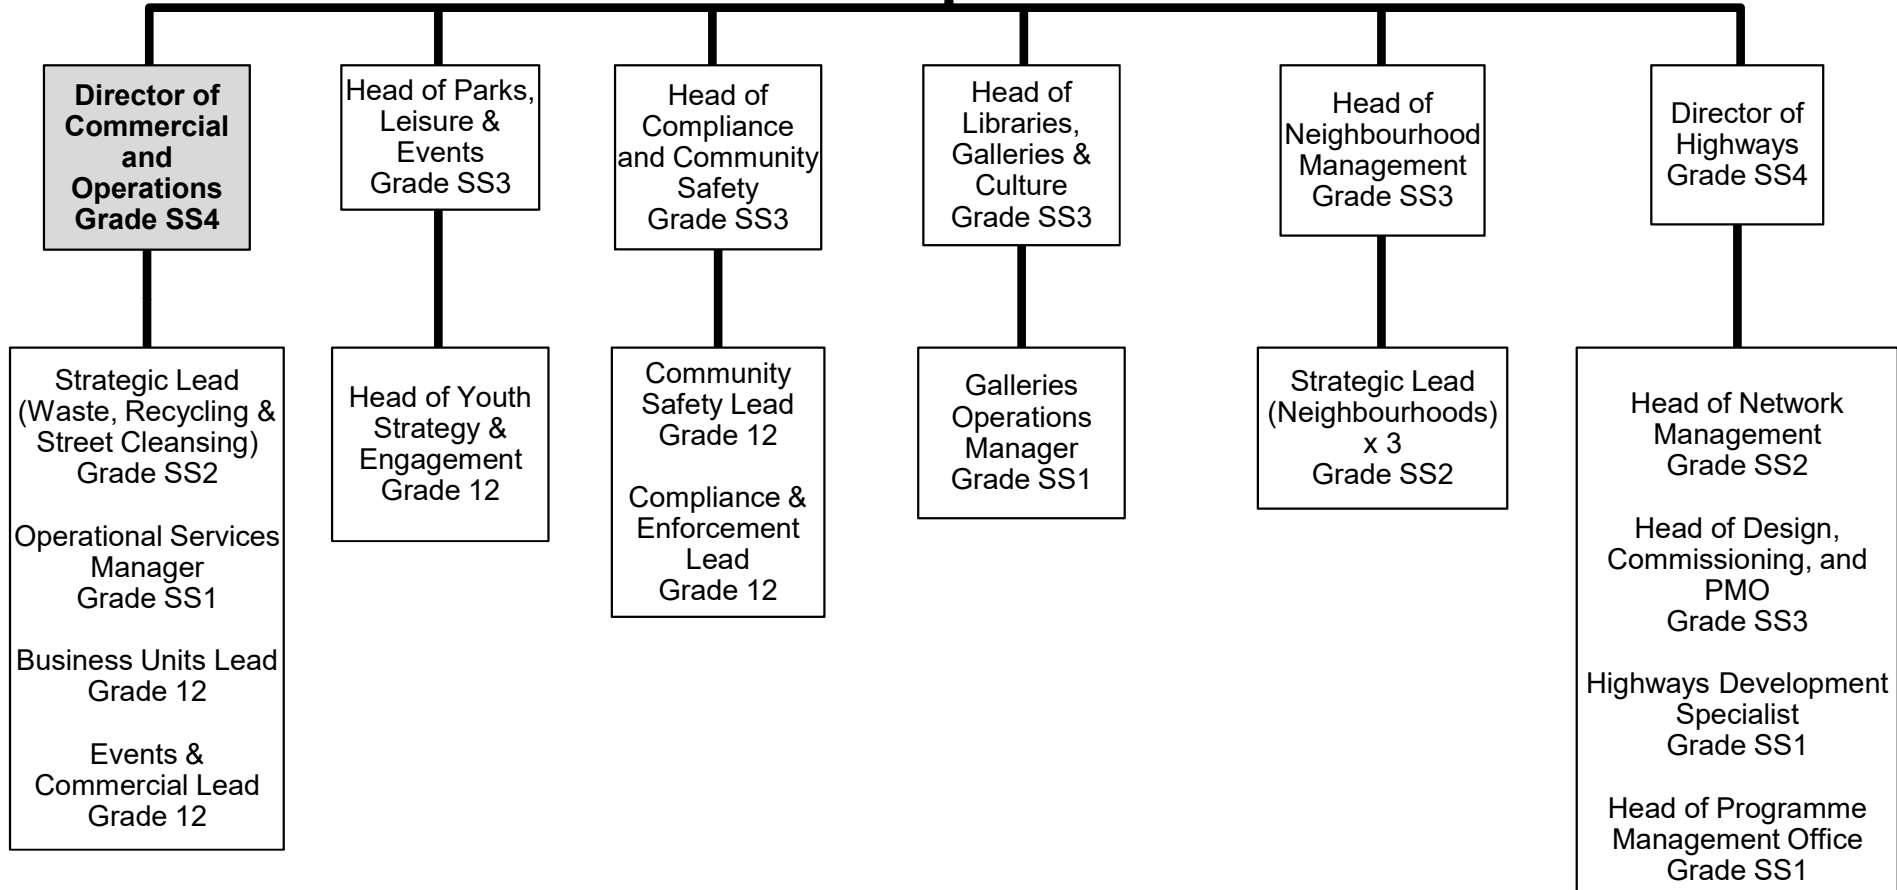 Director of
Commercial
and
Operations
Grade SS4
Head of Parks,
Leisure &
Events
Grade SS3
Head of
Compliance
and Community
Safety
Grade SS3
Head of
Libraries,
Galleries &
Culture
Grade SS3
Head of
Neighbourhood
Management
Grade SS3
Director of
Highways
Grade SS4
Strategic Lead
(Waste, Recycling &
Street Cleansing)
Grade SS2
Operational Services
Manager
Grade SS1
Business Units Lead
Grade 12
Events &
Commercial Lead
Grade 12
Head of Youth
Strategy &
Engagement
Grade 12
Community
Safety Lead
Grade 12
Compliance &
Enforcement
Lead
Grade 12
Galleries
Operations
Manager
Grade SS1
Strategic Lead
(Neighbourhoods)
x 3
Grade SS2
Head of Network
Management
Grade SS2
Head of Design,
Commissioning, and
PMO
Grade SS3
Highways Development
Specialist
Grade SS1
Head of Programme
Management Office
Grade SS1